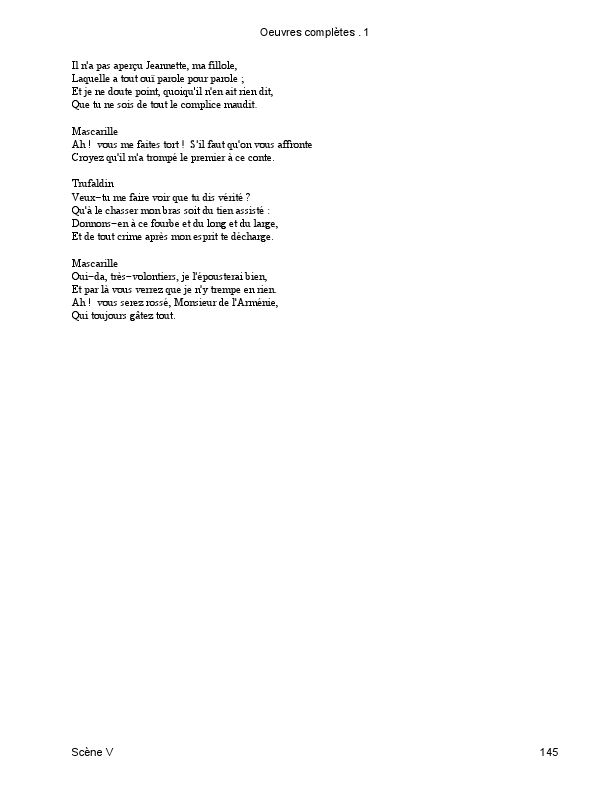 Oeuvres complètes . 1
Il n'a pas aperçu Jeannette, ma fillole,
Laquelle a tout ouï parole pour parole ;
Et je ne doute point, quoiqu'il n'en ait rien dit,
Que tu ne sois de tout le complice maudit.
Mascarille
Ah !  vous me faites tort !  S'il faut qu'on vous affronte
Croyez qu'il m'a trompé le premier à ce conte.
Trufaldin
Veux−tu me faire voir que tu dis vérité ?
Qu'à le chasser mon bras soit du tien assisté :
Donnons−en à ce fourbe et du long et du large,
Et de tout crime après mon esprit te décharge.
Mascarille
Oui−da, très−volontiers, je l'épousterai bien,
Et par là vous verrez que je n'y trempe en rien.
Ah !  vous serez rossé, Monsieur de l'Arménie,
Qui toujours gâtez tout.
Scène V
145